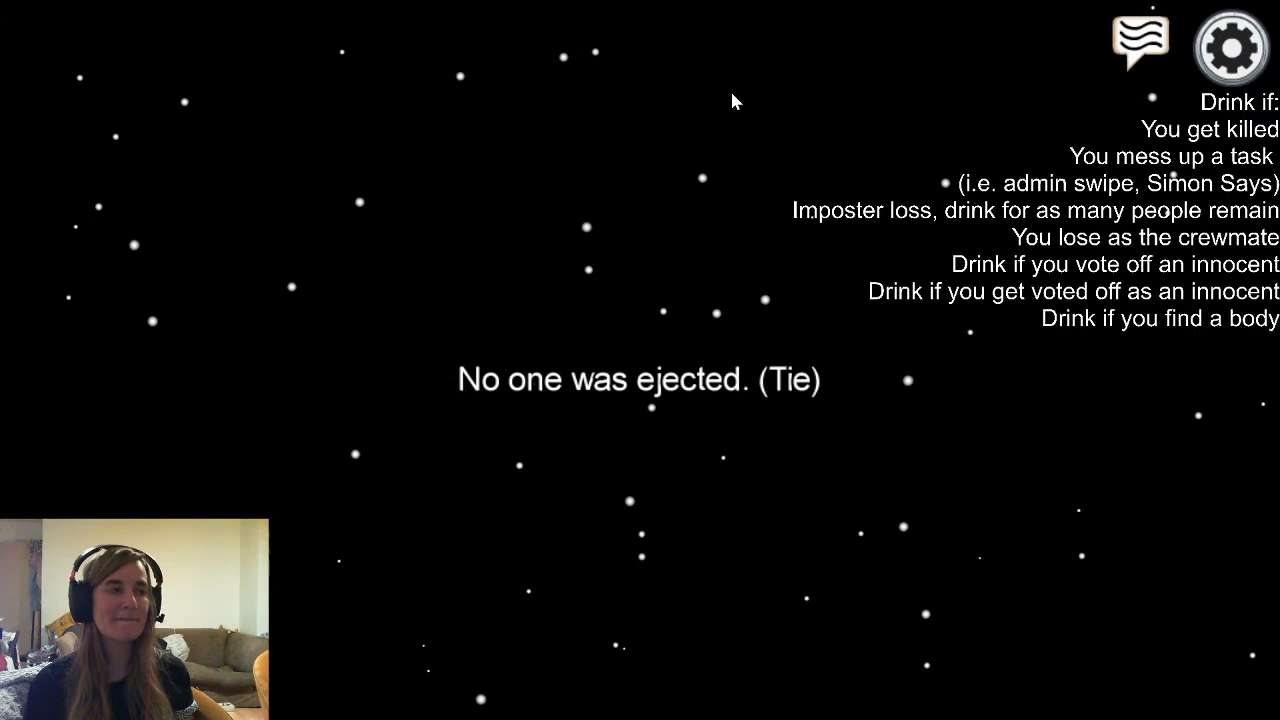 Drink if:
You get killed
You mess up a task
(i.e. admin swipe, Simon Says)
Imposter loss, drink for as many people remain
You lose as the crewmate
Drink if you vote off an innocent
Drink if you get voted off as an innocent
Drink if you find a body
No one was ejected. (Tie)